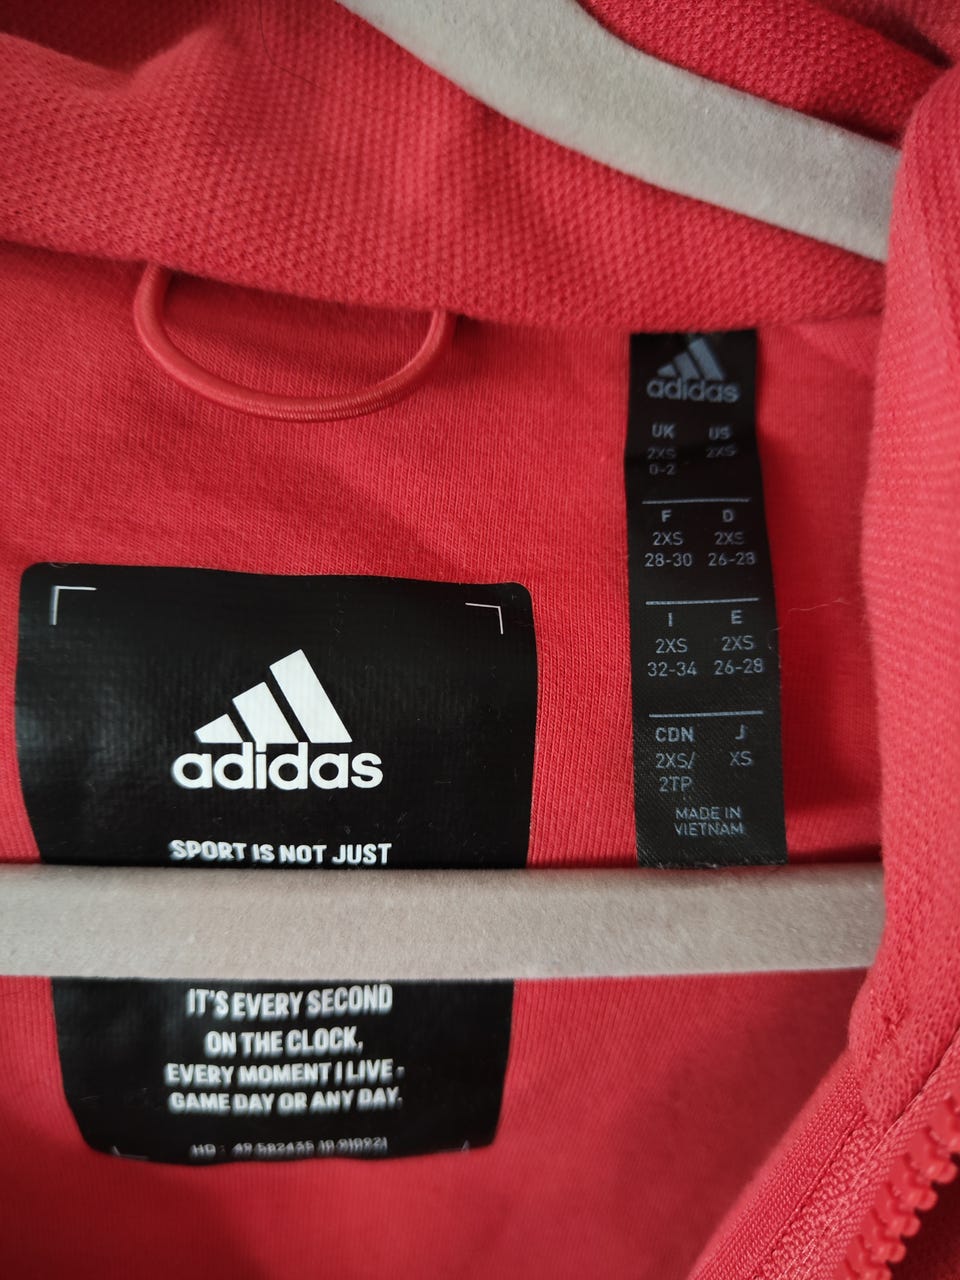 adidas
SPORT IS NOT JUST
IT'S EVERY SECOND
ON THE CLOCK,
EVERY MOMENT I LIVE -
GAME DAY OR ANY DAY.
adidas
UK US
2XS 2XS
0-2
F D
2XS 2XS
28-30 26-28
I E
2XS 2XS
32-34 26-28
CDN J
2XS/ XS
2TP
MADE IN
VIETNAM